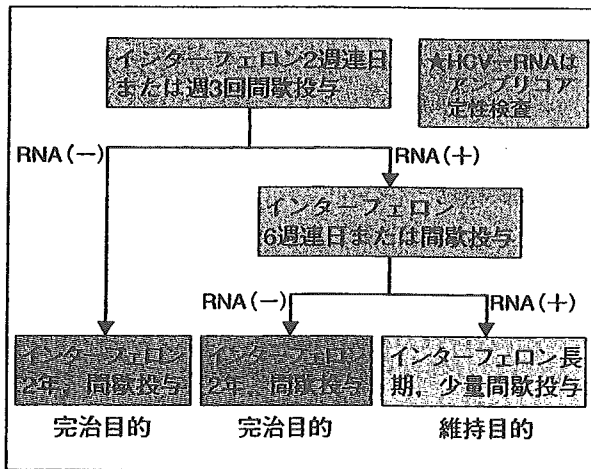 インターフェロン2週連日
または週3回間歇投与
★HCV−RNAは
アンプリコア
定性検査
RNA(−)
RNA(＋)
インターフェロン
6週連日または間歇投与
RNA(−)
RNA(＋)
インターフェロン
2年，間歇投与
インターフェロン
2年，間歇投与
インターフェロン長
期，少量間歇投与
完治目的
完治目的
維持目的